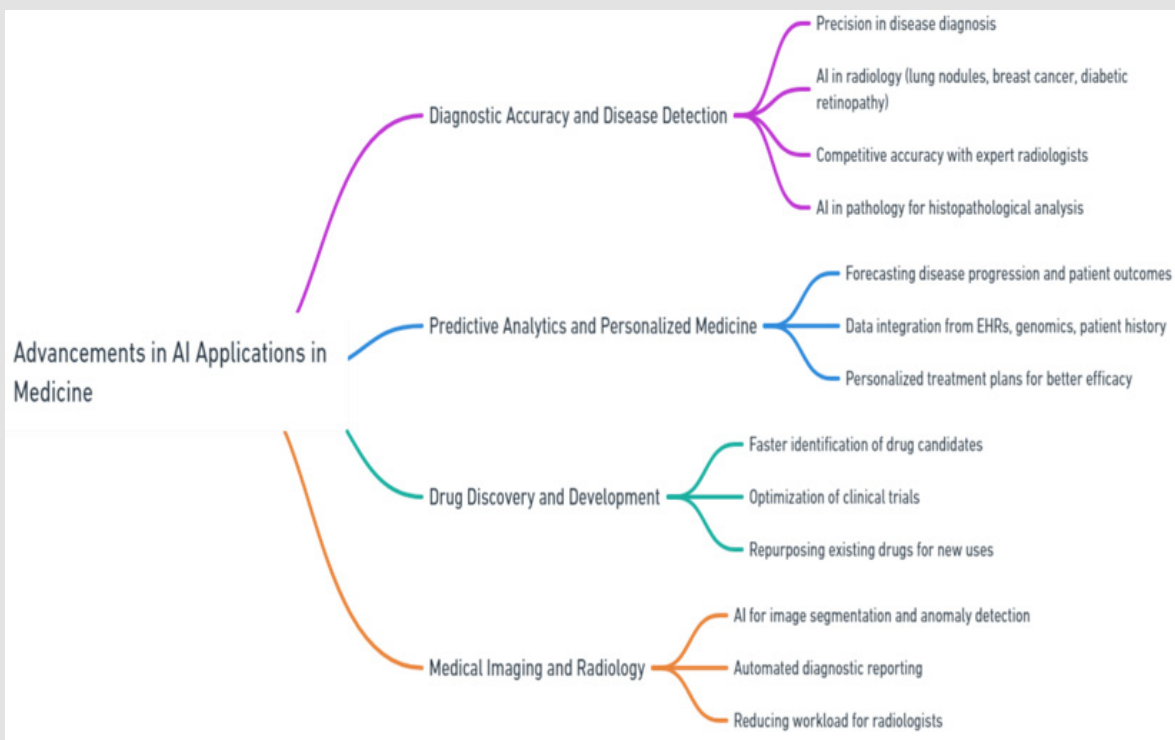 Precision in disease diagnosis
AI in radiology (lung nodules, breast cancer, diabetic
retinopathy)
Diagnostic Accuracy and Disease Detection
Competitive accuracy with expert radiologists
AI in pathology for histopathological analysis
Forecasting disease progression and patient outcomes
Predictive Analytics and Personalized Medicine
Data integration from EHRs, genomics, patient history
Personalized treatment plans for better efficacy
Advancements in AI Applications in
Medicine
Faster identification of drug candidates
Drug Discovery and Development
Optimization of clinical trials
Repurposing existing drugs for new uses
AI for image segmentation and anomaly detection
Medical Imaging and Radiology
Automated diagnostic reporting
Reducing workload for radiologists